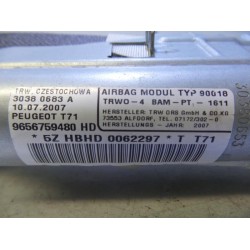 TRW, CZESTOCHOWA
3038 0683 A
10.07.2007
PEUGEOT T71
9656759480 HD
AIRBAG MODUL TYP 90018
TRWO-4 BAM-PT.-1611
HERSTELLER: TRW ORS GMBH & CO.KG
73553 ALFDORF, TEL. 07172/302-0
HERSTELLUNGS - JAHR: 2007
* 5Z HBHD 0062297 * T T71